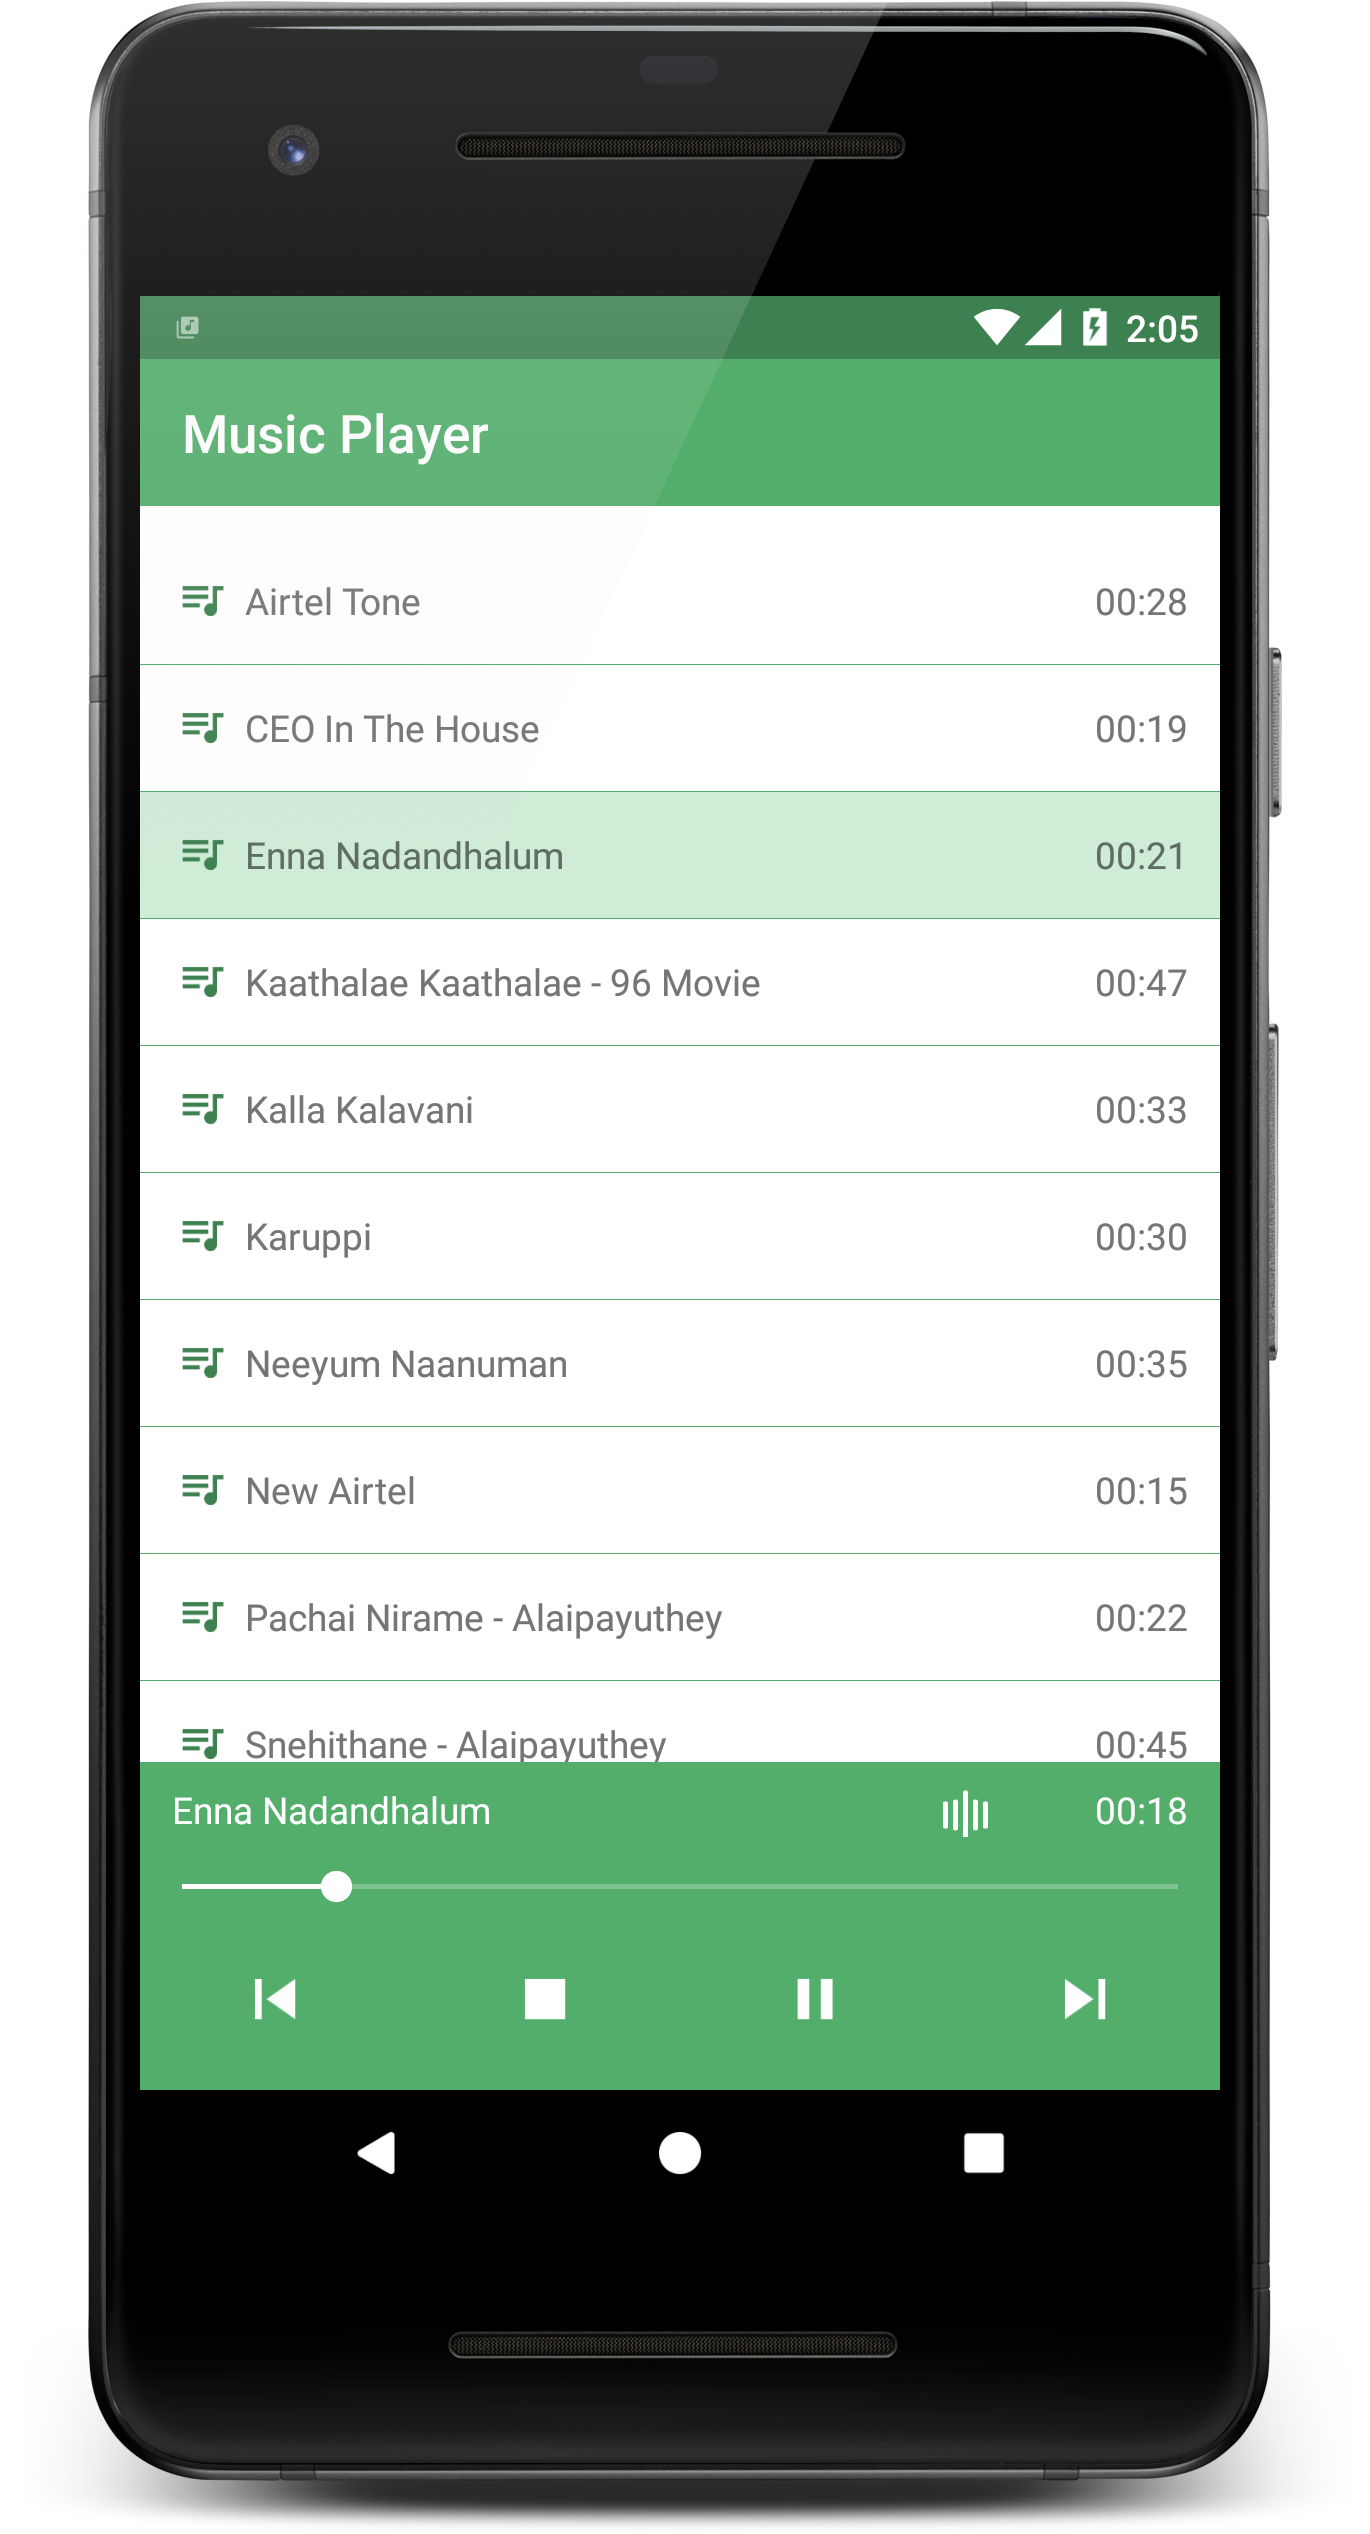 2:05
Music Player
Airtel Tone 00:28
CEO In The House 00:19
Enna Nadandhalum 00:21
Kaathalae Kaathalae - 96 Movie 00:47
Kalla Kalavani 00:33
Karuppi 00:30
Neeyum Naanuman 00:35
New Airtel 00:15
Pachai Nirame - Alaipayuthey 00:22
Snehithane - Alaipayuthey 00:45
Enna Nadandhalum 00:18